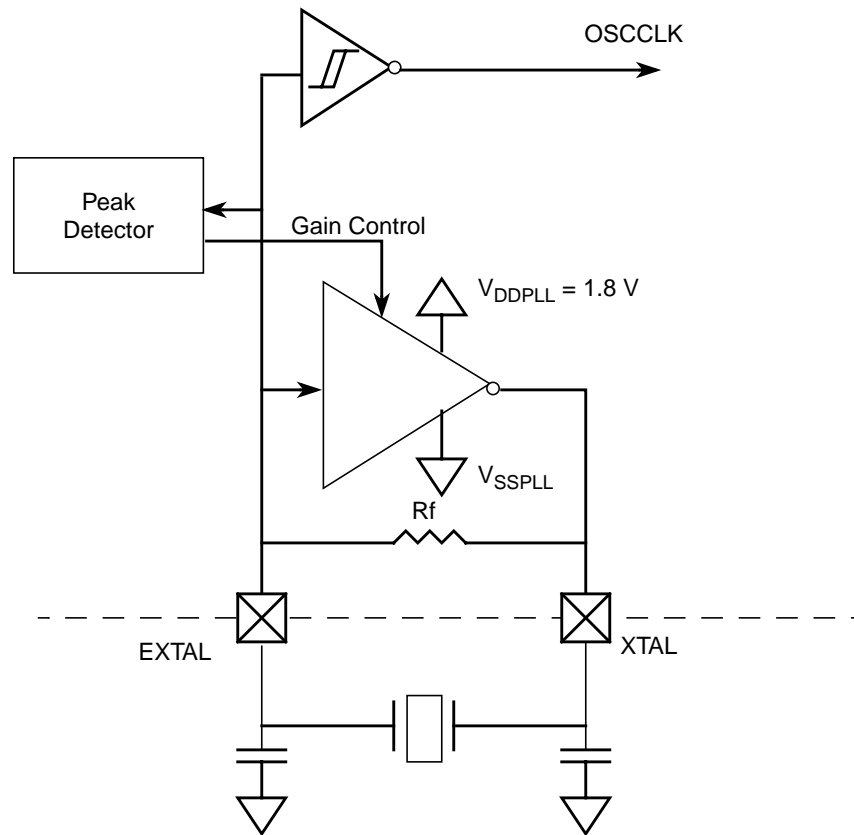 OSCCLK
Peak
Detector
Gain Control
VDDPLL = 1.8 V
VSSPLL
Rf
EXTAL
XTAL